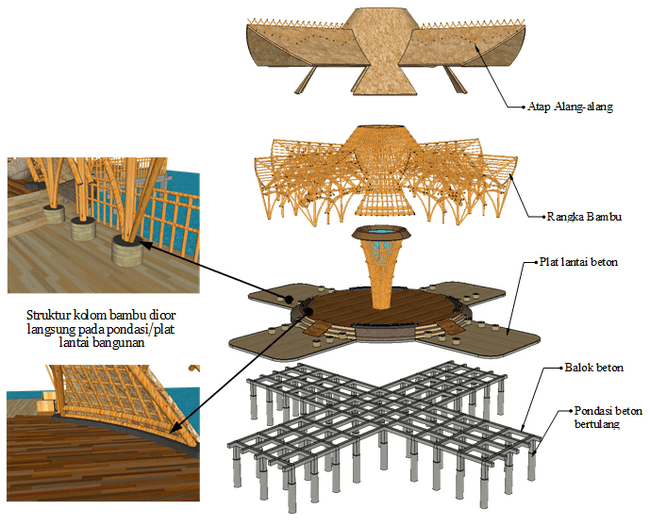 Atap Alang-alang
Rangka Bambu
Plat lantai beton
Struktur kolom bambu dicor
langsung pada pondasi/plat
lantai bangunan
Balok beton
Pondasi beton
bertulang